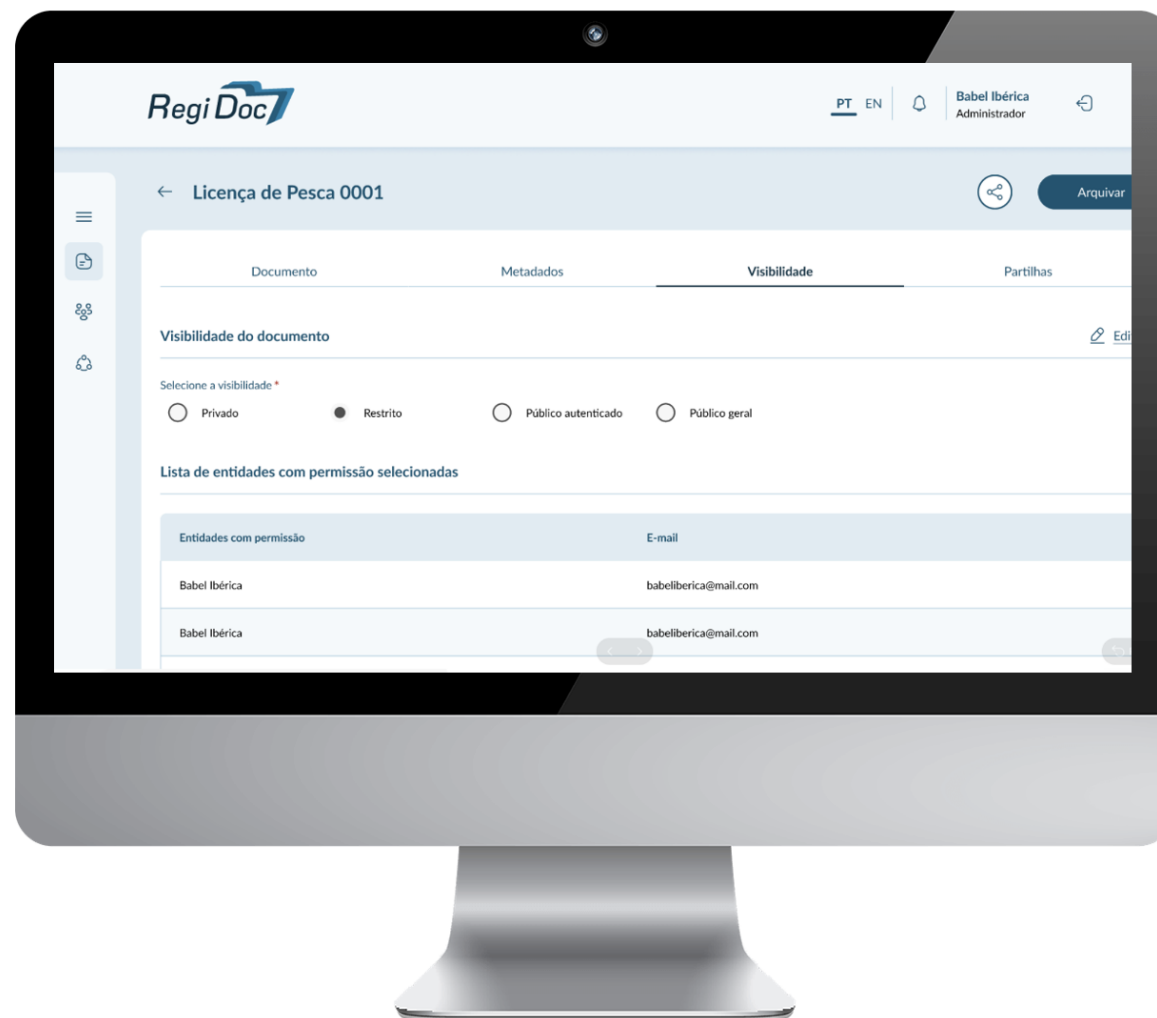 RegiDoc
PT EN Babel Ibérica
Administrador
Licença de Pesca 0001 Arquivar
Documento Metadados Visibilidade Partilhas
Visibilidade do documento Edi
Selecione a visibilidade *
Privado Restrito Público autenticado Público geral
Lista de entidades com permissão selecionadas
Entidades com permissão E-mail
Babel Ibérica babeliberica@mail.com
Babel Ibérica babeliberica@mail.com